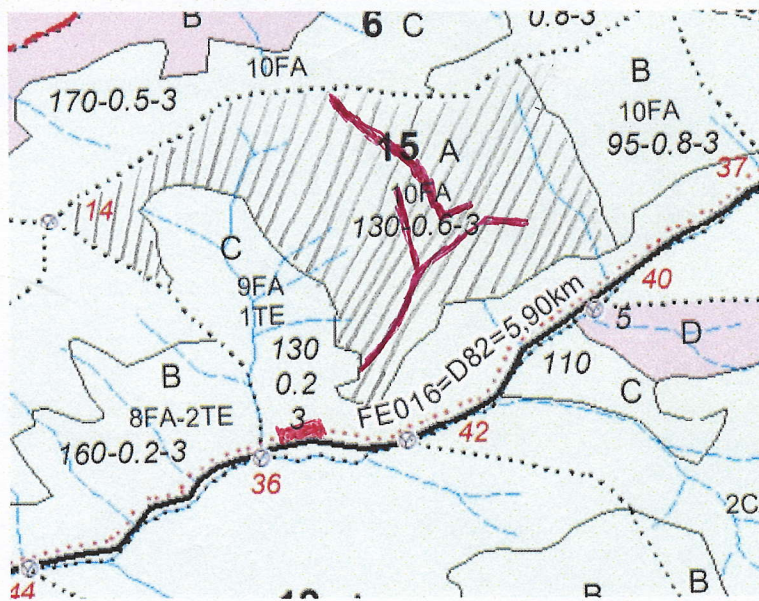 B
6 C
0.8-3
10FA
170-0.5-3
B
10FA
95-0.8-3
37
15 A
10FA
130-0.6-3
14
C
9FA
1TE
130
0.2
3
40
5
D
FE016=D82=5,90km
110
C
B
8FA-2TE
160-0.2-3
42
36
2C
44
B
B